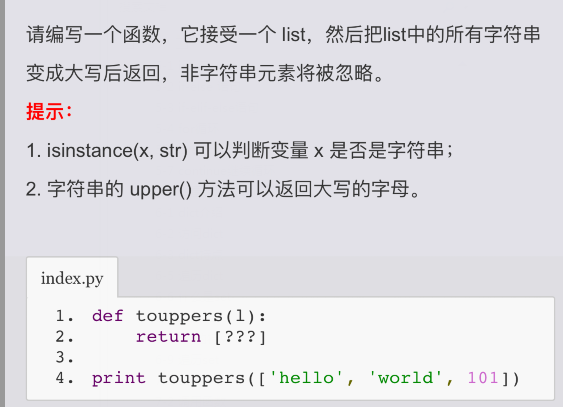 请编写一个函数，它接受一个 list，然后把list中的所有字符串
变成大写后返回，非字符串元素将被忽略。
提示：
1. isinstance(x, str) 可以判断变量 x 是否是字符串；
2. 字符串的 upper() 方法可以返回大写的字母。
index.py
1. def touppers(l):
2.     return [???]
3.
4. print touppers(['hello', 'world', 101])